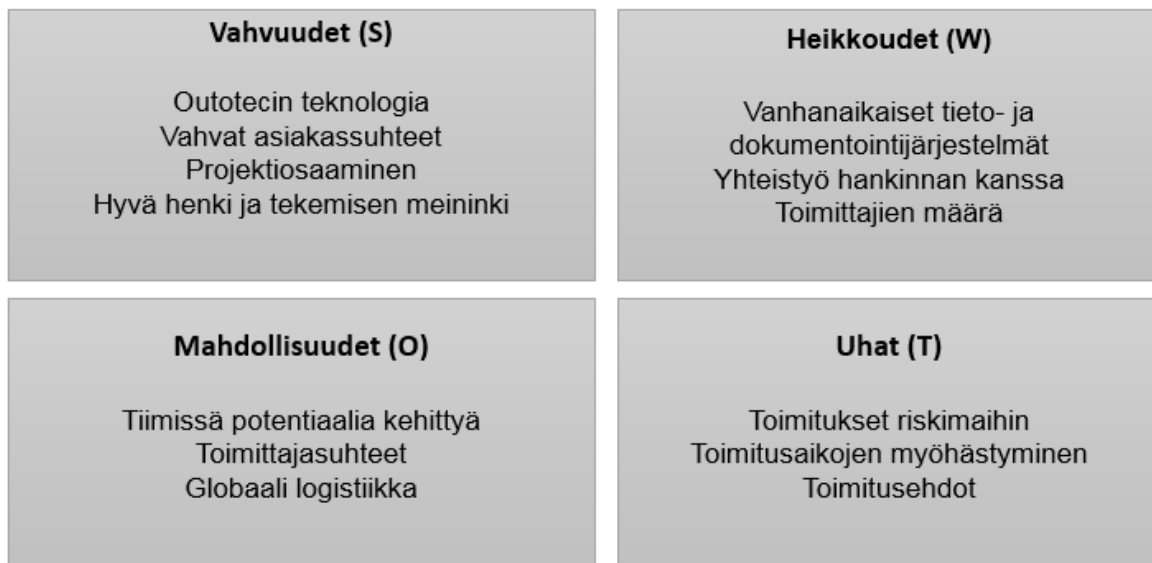 Vahvuudet (S)
Outotecin teknologia
Vahvat asiakassuhteet
Projektiosaaminen
Hyvä henki ja tekemisen meininki
Heikkoudet (W)
Vanhanaikaiset tieto- ja
dokumentointijärjestelmät
Yhteistyö hankinnan kanssa
Toimittajien määrä
Mahdollisuudet (O)
Tiimissä potentiaalia kehittyä
Toimittajasuhteet
Globaali logistiikka
Uhat (T)
Toimitukset riskimaihin
Toimitusaikojen myöhästyminen
Toimitusehdot